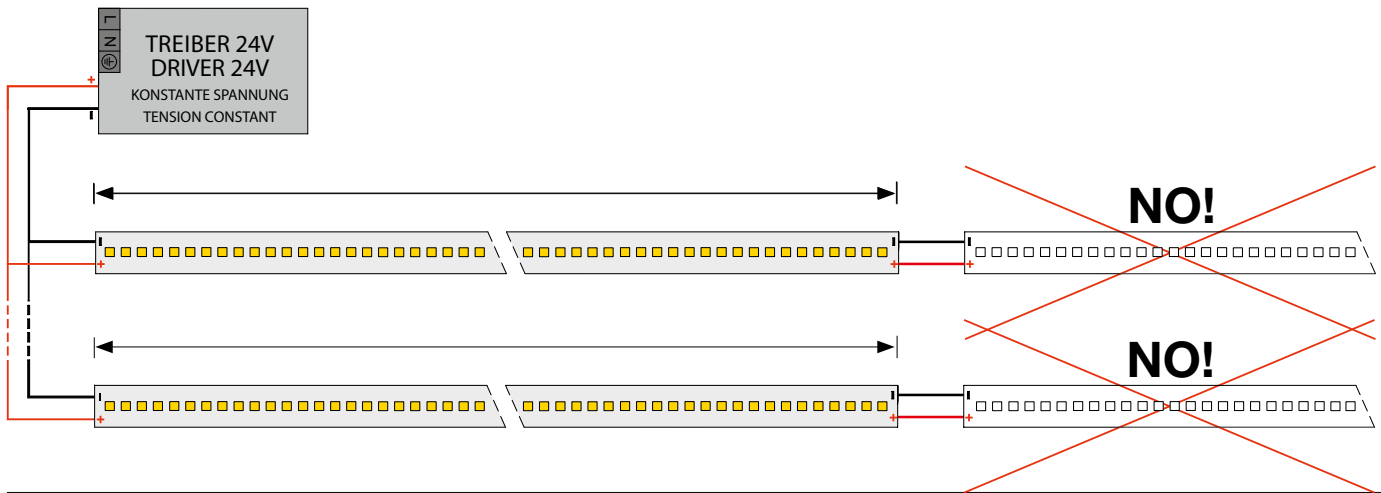 L
N
TREIBER 24V
DRIVER 24V
KONSTANTE SPANNUNG
TENSION CONSTANT
+
-
NO!
-
+
-
+
-
+
NO!
-
+
-
+
-
+